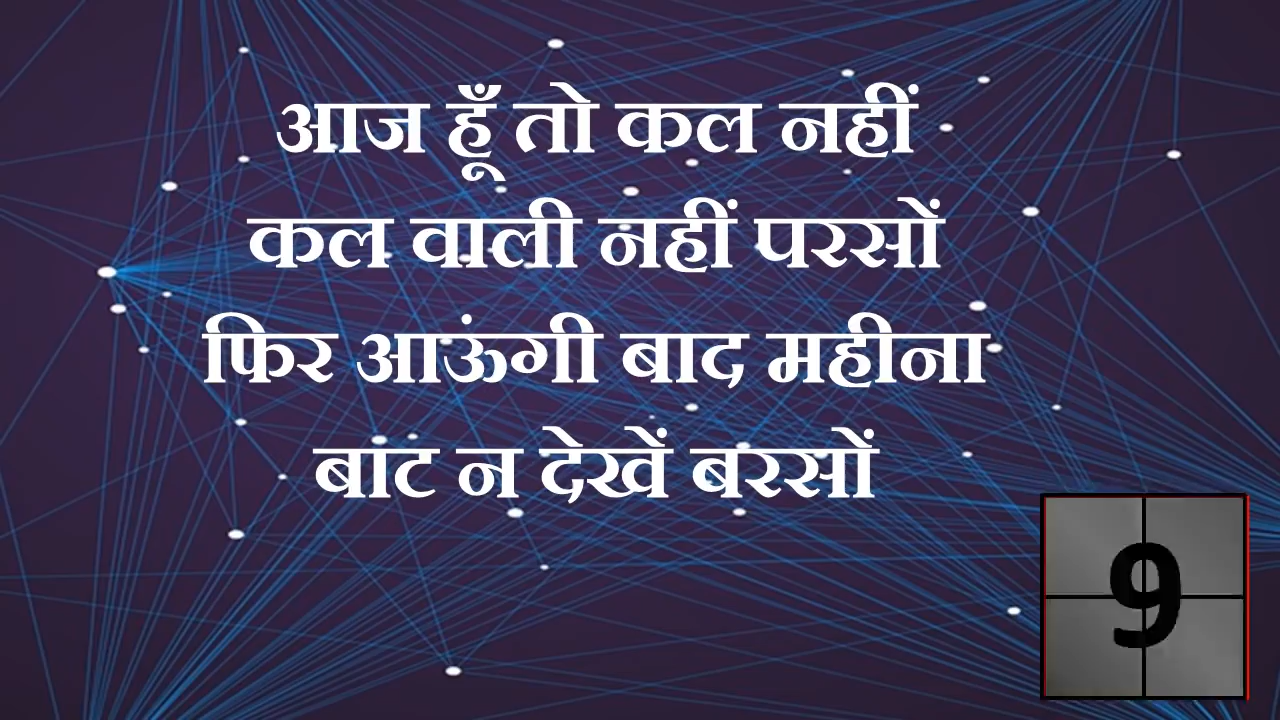 आज हूँ तो कल नहीं
कल वाली नहीं परसों
फिर आऊंगी बाद महीना
बाट न देखें बरसों
9